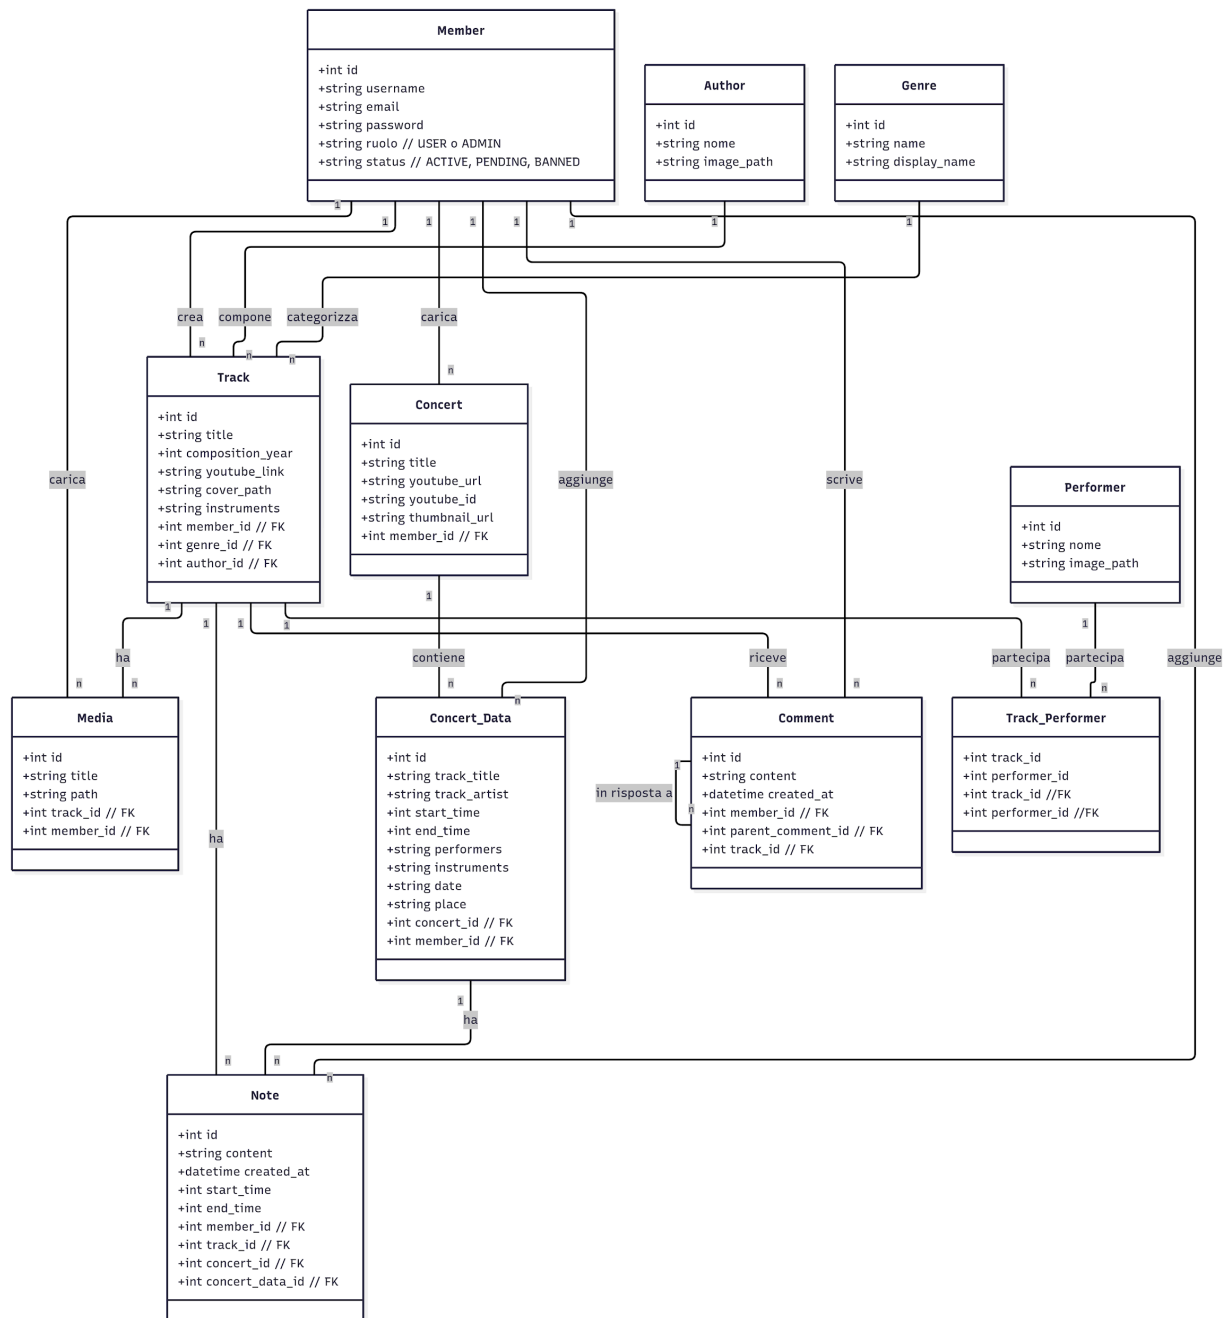 Member
+int id
+string username
+string email
+string password
+string ruolo // USER o ADMIN
+string status // ACTIVE, PENDING, BANNED
Author
+int id
+string nome
+string image_path
Genre
+int id
+string name
+string display_name
1
1
1
1
1
1
1
1
crea
compone
categorizza
carica
n
n
n
n
Track
+int id
+string title
+int composition_year
+string youtube_link
+string cover_path
+string instruments
+int member_id // FK
+int genre_id // FK
+int author_id // FK
Concert
+int id
+string title
+string youtube_url
+string youtube_id
+string thumbnail_url
+int member_id // FK
carica
aggiunge
scrive
Performer
+int id
+string nome
+string image_path
1
1
1
1
1
1
ha
contiene
riceve
partecipa
partecipa
aggiunge
n
n
n
n
n
n
n
n
Media
+int id
+string title
+string path
+int track_id // FK
+int member_id // FK
Concert_Data
+int id
+string track_title
+string track_artist
+int start_time
+int end_time
+string performers
+string instruments
+string date
+string place
+int concert_id // FK
+int member_id // FK
Comment
+int id
+string content
+datetime created_at
+int member_id // FK
+int parent_comment_id // FK
+int track_id // FK
1
in risposta a
n
Track_Performer
+int track_id
+int performer_id
+int track_id //FK
+int performer_id //FK
ha
1
ha
n
n
n
Note
+int id
+string content
+datetime created_at
+int start_time
+int end_time
+int member_id // FK
+int track_id // FK
+int concert_id // FK
+int concert_data_id // FK